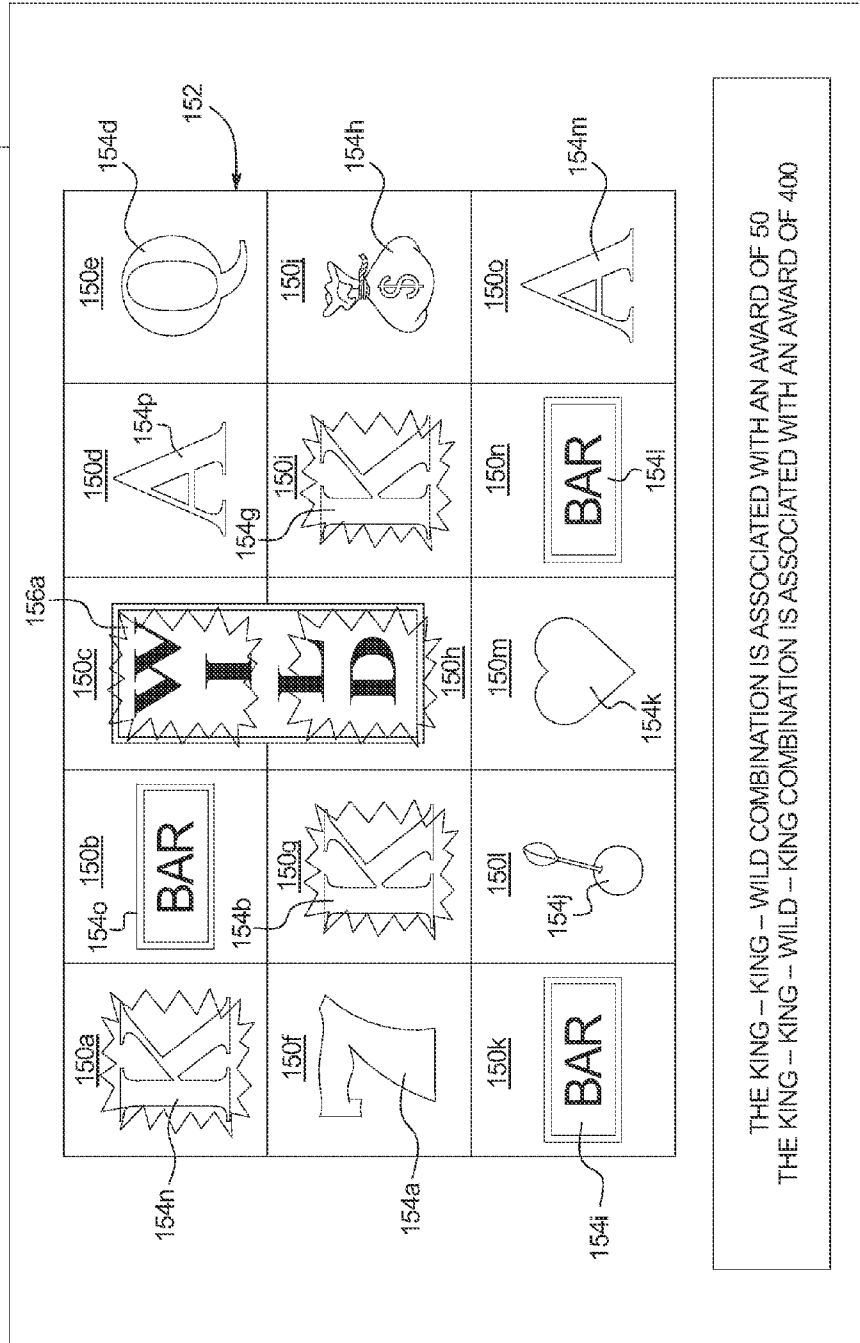 150a 150b 150c 150d 150e
154o 156a 154p 154d
152
K BAR WILD A Q
154n
154b 154g
150f 150g 150h 150i 150j
7 K K $
154a 154h
150k 150l 150m 150n 150o
BAR BAR A
154i 154j 154k 154l 154m
THE KING – KING – WILD COMBINATION IS ASSOCIATED WITH AN AWARD OF 50
THE KING – KING – WILD – KING COMBINATION IS ASSOCIATED WITH AN AWARD OF 400